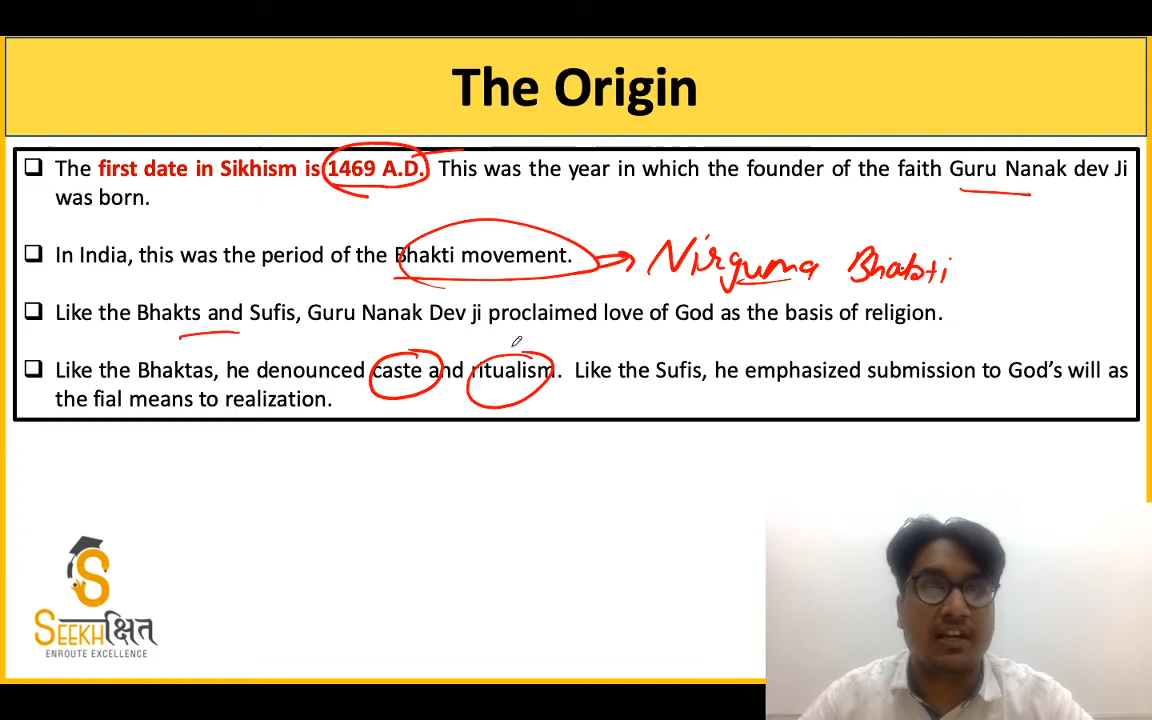 The Origin
The first date in Sikhism is 1469 A.D. This was the year in which the founder of the faith Guru Nanak dev Ji
was born.
In India, this was the period of the Bhakti movement. Nirguma Bhakti
Like the Bhakts and Sufis, Guru Nanak Dev ji proclaimed love of God as the basis of religion.
Like the Bhaktas, he denounced caste and ritualism. Like the Sufis, he emphasized submission to God's will as
the fial means to realization.
SEEKHक्षित
ENROUTE EXCELLENCE